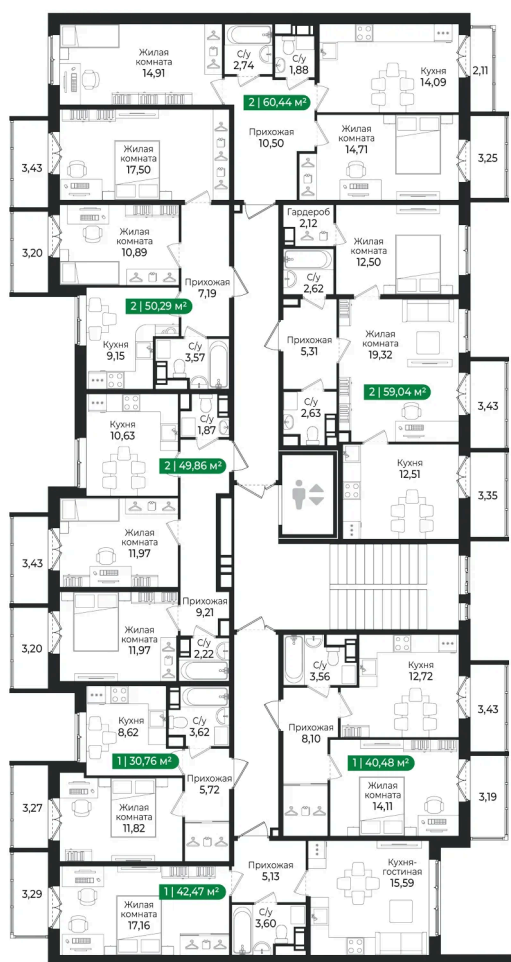 Жилая
комната
14,91
С/у
2,74
С/у
1,88
Кухня
14,09
2,11
2 | 60,44 м²
Прихожая
10,50
Жилая
комната
17,50
3,43
Жилая
комната
14,71
3,25
Жилая
комната
10,89
3,20
Прихожая
7,19
Гардероб
2,12
Жилая
комната
12,50
С/у
2,62
2 | 50,29 м²
Кухня
9,15
С/у
3,57
Прихожая
5,31
Жилая
комната
19,32
2 | 59,04 м²
3,43
С/у
2,63
Кухня
10,63
С/у
1,87
2 | 49,86 м²
12,51
3,35
Жилая
комната
11,97
3,43
Жилая
комната
11,97
3,20
Прихожая
9,21
С/у
2,22
С/у
3,56
Кухня
12,72
3,43
Кухня
8,62
С/у
3,62
Прихожая
8,10
1 | 30,76 м²
5,72
1 | 40,48 м²
Жилая
комната
14,11
3,19
Жилая
комната
11,82
3,27
1 | 42,47 м²
5,13
Кухня-
гостиная
15,59
Жилая
комната
17,16
3,29
С/у
3,60